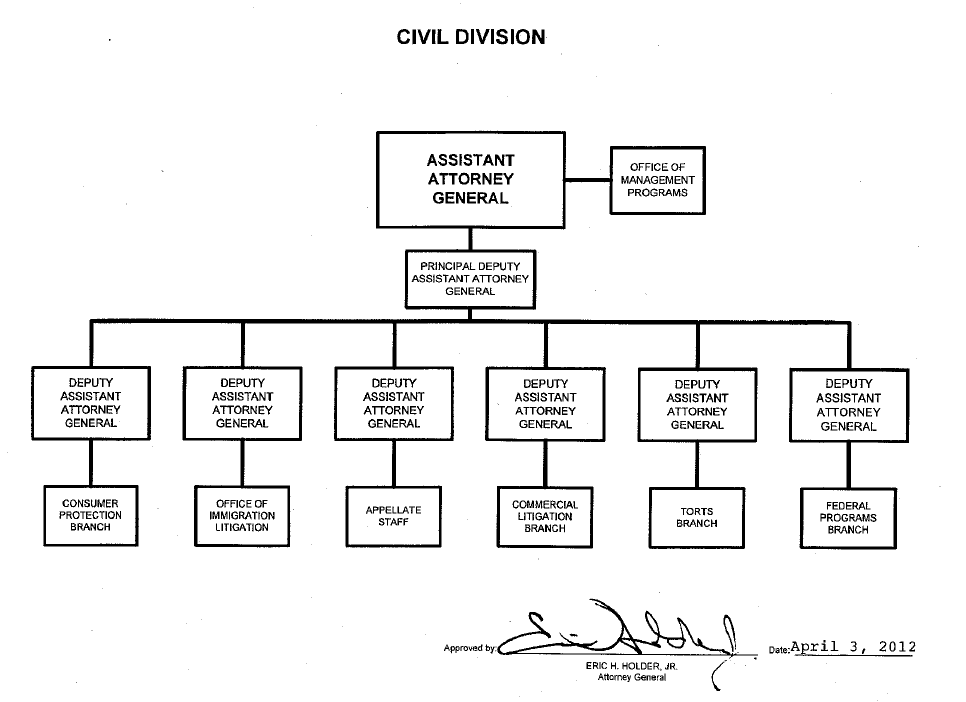 CIVIL DIVISION
ASSISTANT
ATTORNEY
GENERAL
OFFICE OF
MANAGEMENT
PROGRAMS
PRINCIPAL DEPUTY
ASSISTANT ATTORNEY
GENERAL
DEPUTY
ASSISTANT
ATTORNEY
GENERAL
DEPUTY
ASSISTANT
ATTORNEY
GENERAL
DEPUTY
ASSISTANT
ATTORNEY
GENERAL
DEPUTY
ASSISTANT
ATTORNEY
GENERAL
DEPUTY
ASSISTANT
ATTORNEY
GENERAL
DEPUTY
ASSISTANT
ATTORNEY
GENERAL
CONSUMER
PROTECTION
BRANCH
OFFICE OF
IMMIGRATION
LITIGATION
APPELLATE
STAFF
COMMERCIAL
LITIGATION
BRANCH
TORTS
BRANCH
FEDERAL
PROGRAMS
BRANCH
Approved by: Eric H. Holder Jr. Date: April 3, 2012
ERIC H. HOLDER, JR.
Attorney General